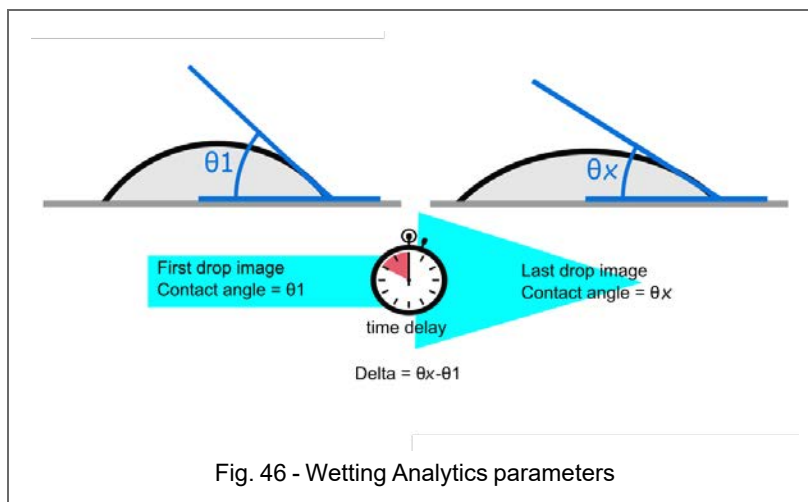 θ1
θx
First drop image
Contact angle = θ1
Last drop image
Contact angle = θx
time delay
Delta = θx-θ1
Fig. 46 - Wetting Analytics parameters